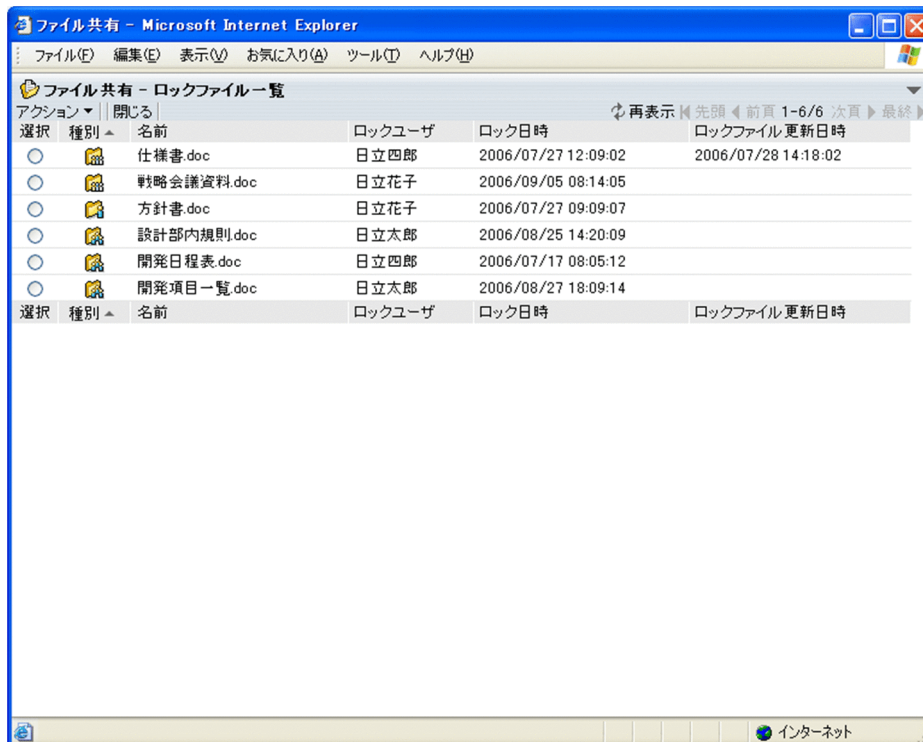 ファイル共有 - Microsoft Internet Explorer
ファイル(F) 編集(E) 表示(V) お気に入り(A) ツール(T) ヘルプ(H)
ファイル共有 - ロックファイル一覧
アクション 閉じる 再表示 先頭 前頁 1-6/6 次頁 最終
選択 種別 名前 ロックユーザ ロック日時 ロックファイル更新日時
仕様書.doc 日立四郎 2006/07/27 12:09:02 2006/07/28 14:18:02
戦略会議資料.doc 日立花子 2006/09/05 08:14:05
方針書.doc 日立花子 2006/07/27 09:09:07
設計部内規則.doc 日立太郎 2006/08/25 14:20:09
開発日程表.doc 日立四郎 2006/07/17 08:05:12
開発項目一覧.doc 日立太郎 2006/08/27 18:09:14
選択 種別 名前 ロックユーザ ロック日時 ロックファイル更新日時
インターネット